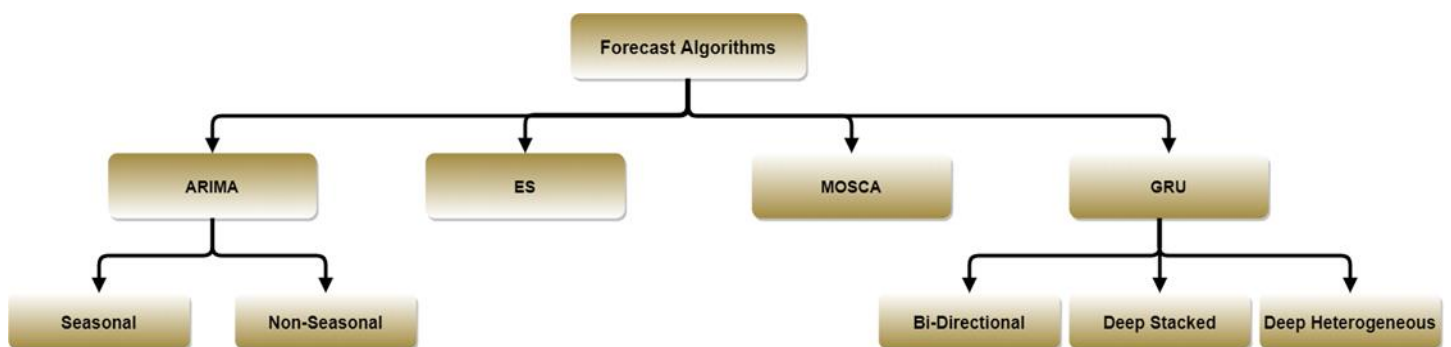 Forecast Algorithms
ARIMA
ES
MOSCA
GRU
Seasonal
Non-Seasonal
Bi-Directional
Deep Stacked
Deep Heterogeneous